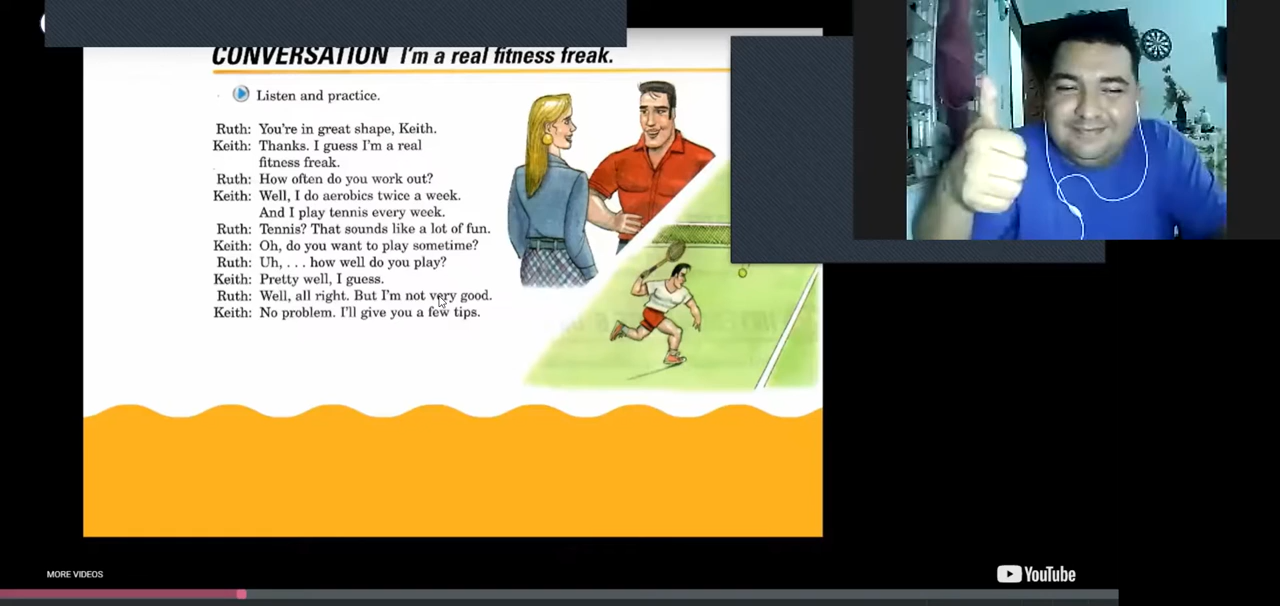 CONVERSATION I'm a real fitness freak.
Listen and practice.
Ruth: You're in great shape, Keith.
Keith: Thanks. I guess I'm a real
fitness freak.
Ruth: How often do you work out?
Keith: Well, I do aerobics twice a week.
And I play tennis every week.
Ruth: Tennis? That sounds like a lot of fun.
Keith: Oh, do you want to play sometime?
Ruth: Uh, . . . how well do you play?
Keith: Pretty well, I guess.
Ruth: Well, all right. But I'm not very good.
Keith: No problem. I'll give you a few tips.
MORE VIDEOS
YouTube